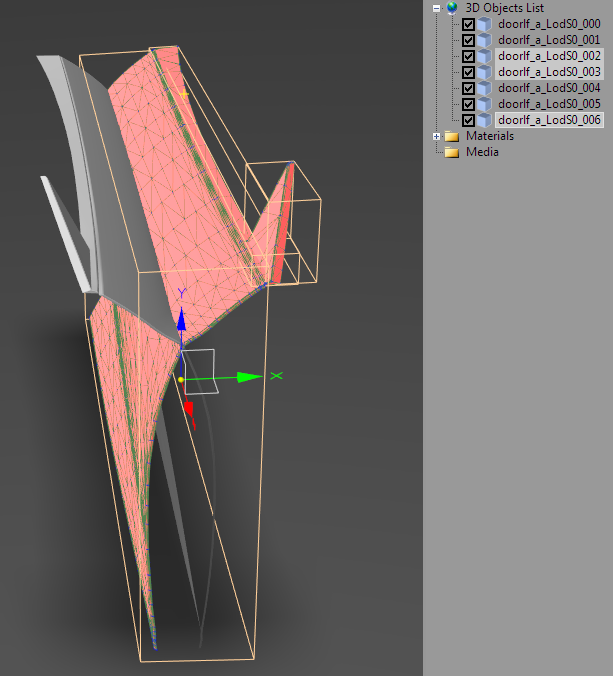 3D Objects List
doorlf_a_LodS0_000
doorlf_a_LodS0_001
doorlf_a_LodS0_002
doorlf_a_LodS0_003
doorlf_a_LodS0_004
doorlf_a_LodS0_005
doorlf_a_LodS0_006
Materials
Media
Y
X